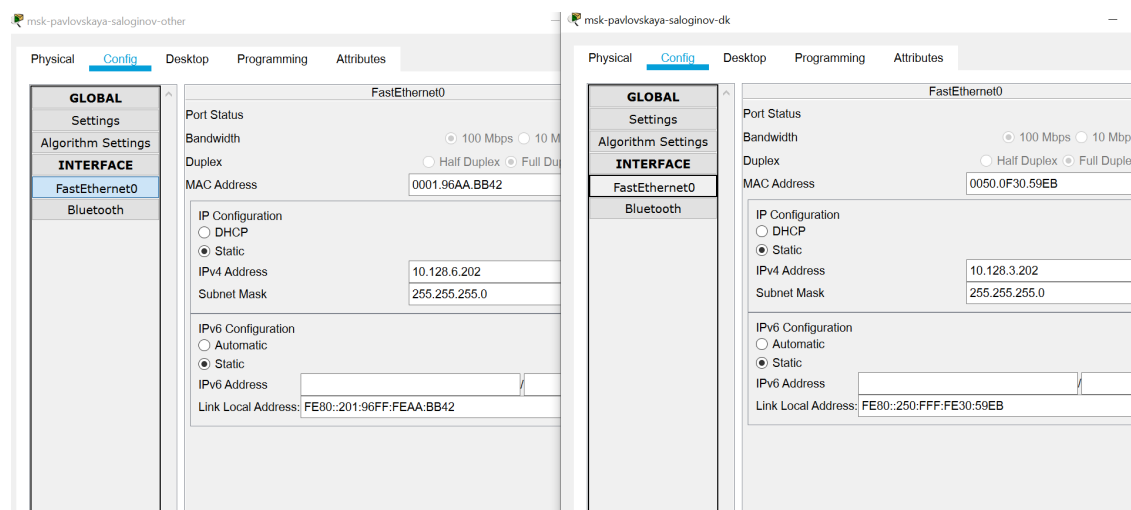 msk-pavlovskaya-saloginov-other
Physical Config Desktop Programming Attributes
GLOBAL
Settings
Algorithm Settings
INTERFACE
FastEthernet0
Bluetooth
FastEthernet0
Port Status
Bandwidth 100 Mbps 10 M
Duplex Half Duplex Full Du
MAC Address 0001.96AA.BB42
IP Configuration
DHCP
Static
IPv4 Address 10.128.6.202
Subnet Mask 255.255.255.0
IPv6 Configuration
Automatic
Static
IPv6 Address /
Link Local Address: FE80::201:96FF:FEAA:BB42
msk-pavlovskaya-saloginov-dk
Physical Config Desktop Programming Attributes
GLOBAL
Settings
Algorithm Settings
INTERFACE
FastEthernet0
Bluetooth
FastEthernet0
Port Status
Bandwidth 100 Mbps 10 Mbp
Duplex Half Duplex Full Duple
MAC Address 0050.0F30.59EB
IP Configuration
DHCP
Static
IPv4 Address 10.128.3.202
Subnet Mask 255.255.255.0
IPv6 Configuration
Automatic
Static
IPv6 Address /
Link Local Address: FE80::250:FFF:FE30:59EB